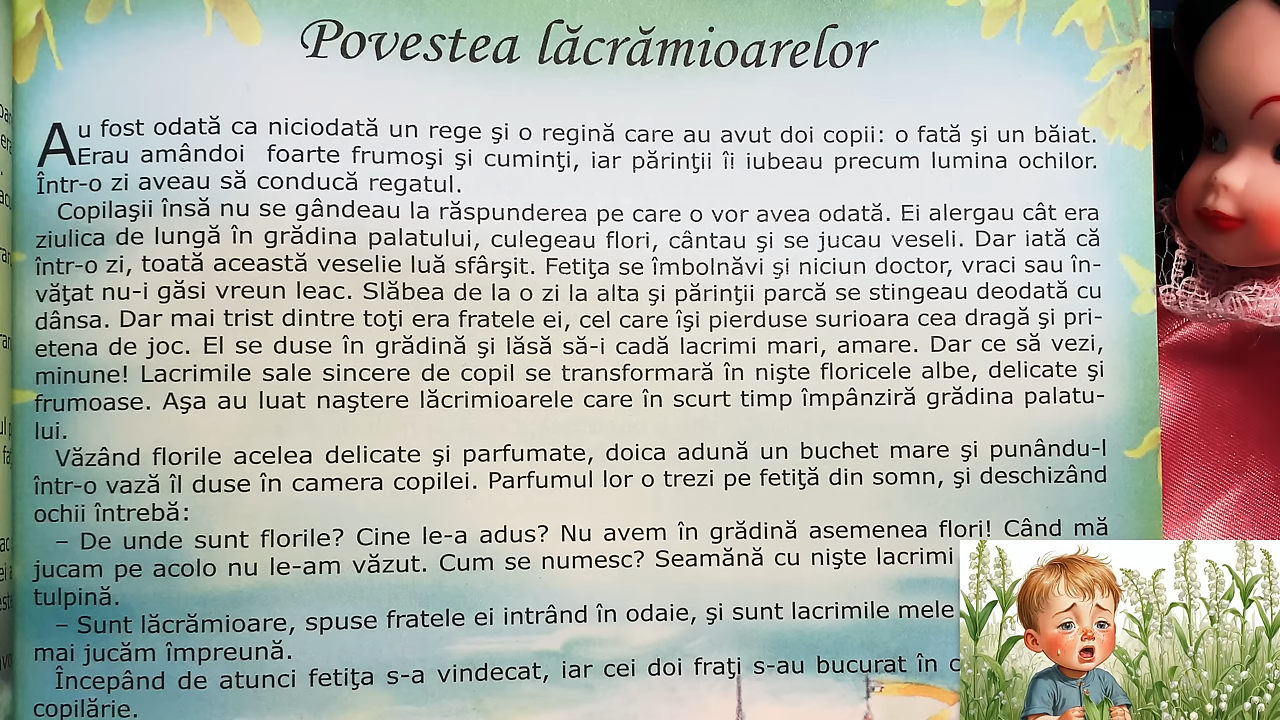 Povestea lăcrămioarelor
Au fost odată ca niciodată un rege şi o regină care au avut doi copii: o fată şi un băiat.
Erau amândoi foarte frumoşi şi cuminţi, iar părinţii îi iubeau precum lumina ochilor.
Într-o zi aveau să conducă regatul.
Copilaşii însă nu se gândeau la răspunderea pe care o vor avea odată. Ei alergau cât era
ziulica de lungă în grădina palatului, culegeau flori, cântau şi se jucau veseli. Dar iată că
într-o zi, toată această veselie luă sfârşit. Fetiţa se îmbolnăvi şi niciun doctor, vraci sau în-
văţat nu-i găsi vreun leac. Slăbea de la o zi la alta şi părinţii parcă se stingeau deodată cu
dânsa. Dar mai trist dintre toţi era fratele ei, cel care îşi pierduse surioara cea dragă şi pri-
etena de joc. El se duse în grădină şi lăsă să-i cadă lacrimi mari, amare. Dar ce să vezi,
minune! Lacrimile sale sincere de copil se transformară în nişte floricele albe, delicate şi
frumoase. Aşa au luat naştere lăcrimioarele care în scurt timp împânziră grădina palatu-
lui.
Văzând florile acelea delicate şi parfumate, doica adună un buchet mare şi punându-l
într-o vază îl duse în camera copilei. Parfumul lor o trezi pe fetiţă din somn, şi deschizând
ochii întrebă:
– De unde sunt florile? Cine le-a adus? Nu avem în grădină asemenea flori! Când mă
jucam pe acolo nu le-am văzut. Cum se numesc? Seamănă cu nişte lacrimi
tulpină.
– Sunt lăcrămioare, spuse fratele ei intrând în odaie, şi sunt lacrimile mele
mai jucăm împreună.
Începând de atunci fetiţa s-a vindecat, iar cei doi fraţi s-au bucurat în
copilărie.